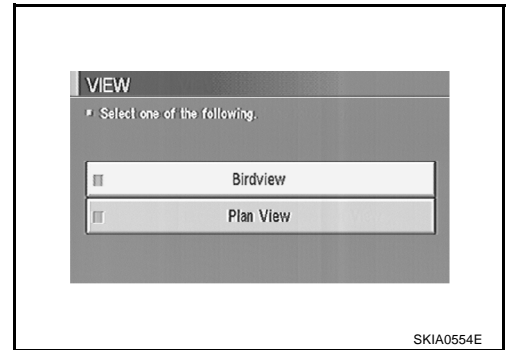 VIEW
Select one of the following.
Birdview
Plan View
SKIA0554E